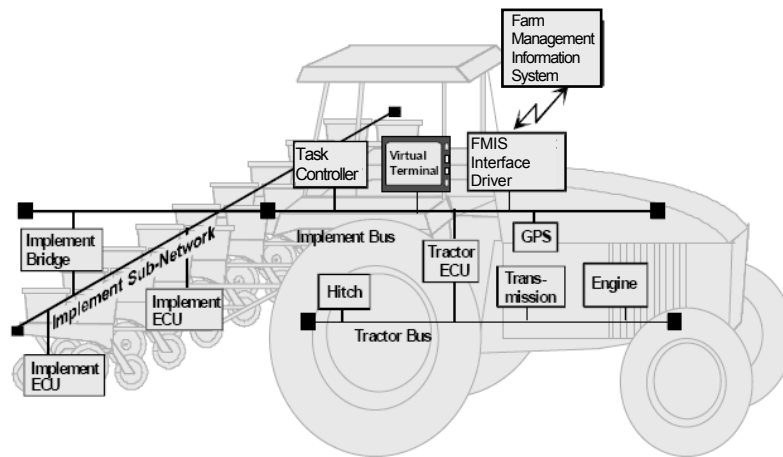 Farm
Management
Information
System
Task
Controller
Virtual
Terminal
FMIS
Interface
Driver
Implement
Bridge
Implement Bus
GPS
Implement Sub-Network
Tractor
ECU
Implement
ECU
Hitch
Trans-
mission
Engine
Tractor Bus
Implement
ECU